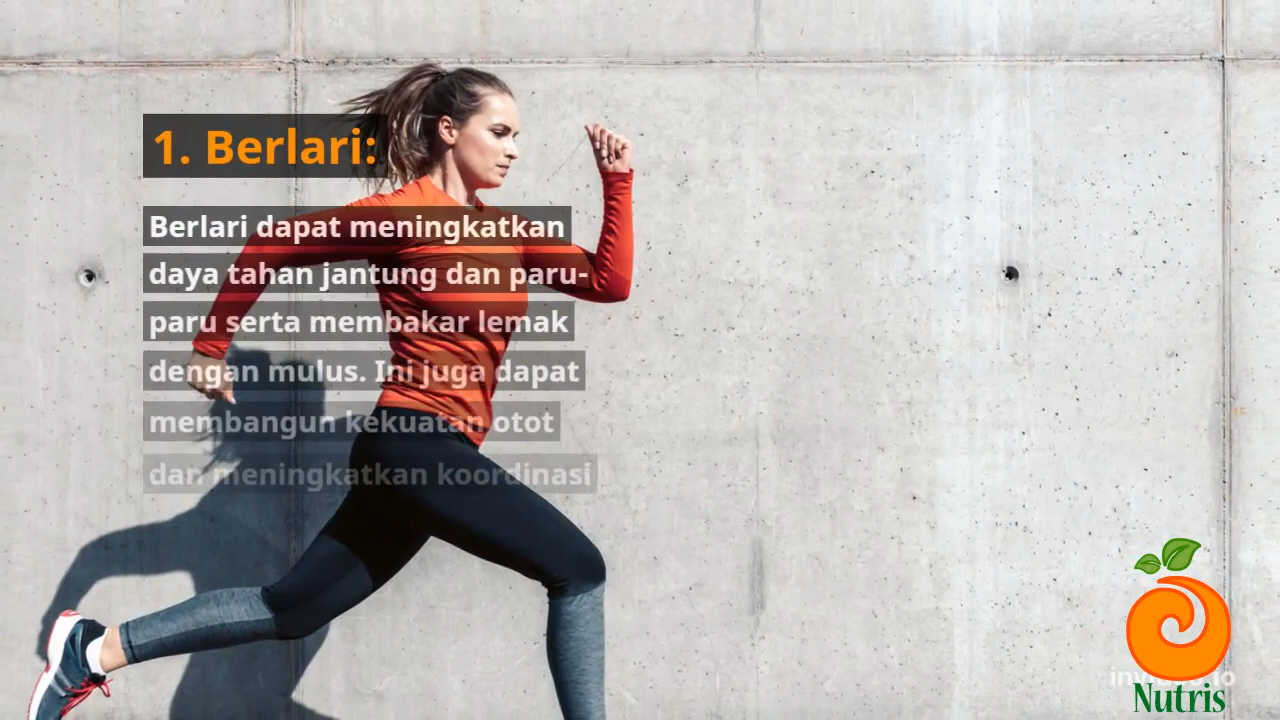 1. Berlari:
Berlari dapat meningkatkan
daya tahan jantung dan paru-
paru serta membakar lemak
dengan mulus. Ini juga dapat
membangun kekuatan otot
dan meningkatkan koordinasi
Nutris